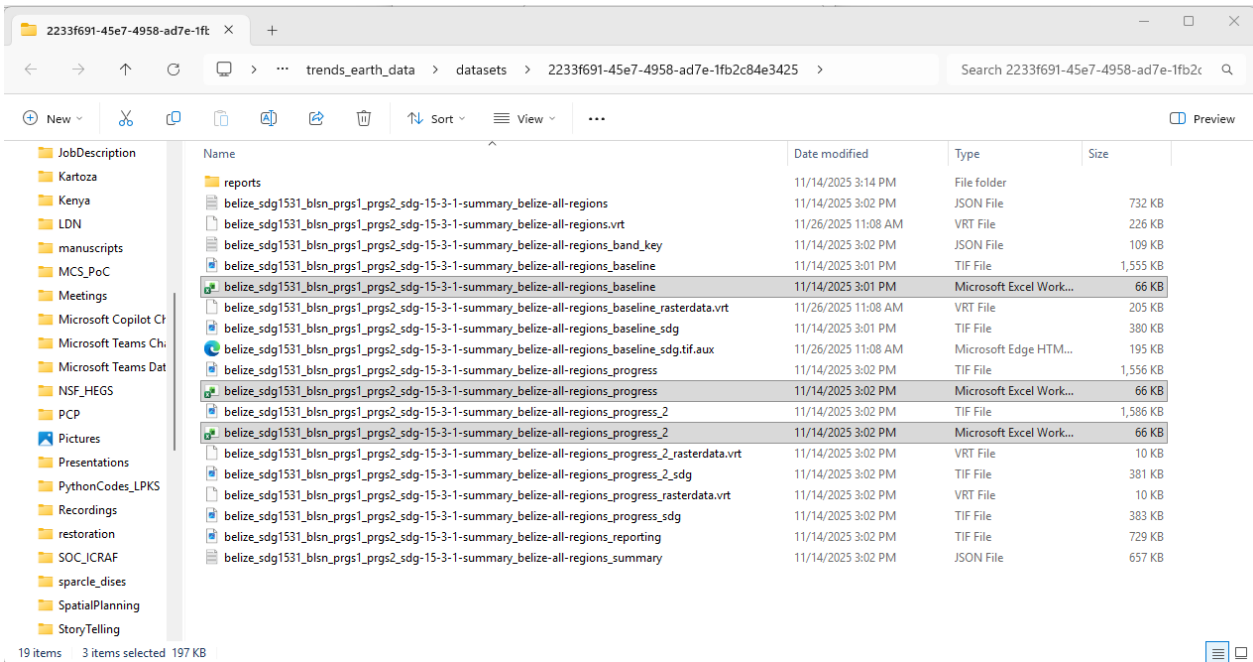 2233f691-45e7-4958-ad7e-1fb
trends_earth_data > datasets > 2233f691-45e7-4958-ad7e-1fb2c84e3425 > Search 2233f691-45e7-4958-ad7e-1fb2c
New Sort View Preview
JobDescription
Kartoza
Kenya
LDN
manuscripts
MCS_PoC
Meetings
Microsoft Copilot Ch
Microsoft Teams Cha
Microsoft Teams Dat
NSF_HEGS
PCP
Pictures
Presentations
PythonCodes_LPKS
Recordings
restoration
SOC_ICRAF
sparcle_dises
SpatialPlanning
StoryTelling
Name Date modified Type Size
reports 11/14/2025 3:14 PM File folder
belize_sdg1531_blsn_prgs1_prgs2_sdg-15-3-1-summary_belize-all-regions 11/14/2025 3:02 PM JSON File 732 KB
belize_sdg1531_blsn_prgs1_prgs2_sdg-15-3-1-summary_belize-all-regions.vrt 11/26/2025 11:08 AM VRT File 226 KB
belize_sdg1531_blsn_prgs1_prgs2_sdg-15-3-1-summary_belize-all-regions_band_key 11/14/2025 3:02 PM JSON File 109 KB
belize_sdg1531_blsn_prgs1_prgs2_sdg-15-3-1-summary_belize-all-regions_baseline 11/14/2025 3:01 PM TIF File 1,555 KB
belize_sdg1531_blsn_prgs1_prgs2_sdg-15-3-1-summary_belize-all-regions_baseline 11/14/2025 3:01 PM Microsoft Excel Work... 66 KB
belize_sdg1531_blsn_prgs1_prgs2_sdg-15-3-1-summary_belize-all-regions_baseline_rasterdata.vrt 11/26/2025 11:08 AM VRT File 205 KB
belize_sdg1531_blsn_prgs1_prgs2_sdg-15-3-1-summary_belize-all-regions_baseline_sdg 11/14/2025 3:01 PM TIF File 380 KB
belize_sdg1531_blsn_prgs1_prgs2_sdg-15-3-1-summary_belize-all-regions_baseline_sdg.tif.aux 11/26/2025 11:08 AM Microsoft Edge HTM... 195 KB
belize_sdg1531_blsn_prgs1_prgs2_sdg-15-3-1-summary_belize-all-regions_progress 11/14/2025 3:02 PM TIF File 1,556 KB
belize_sdg1531_blsn_prgs1_prgs2_sdg-15-3-1-summary_belize-all-regions_progress 11/14/2025 3:02 PM Microsoft Excel Work... 66 KB
belize_sdg1531_blsn_prgs1_prgs2_sdg-15-3-1-summary_belize-all-regions_progress_2 11/14/2025 3:02 PM TIF File 1,586 KB
belize_sdg1531_blsn_prgs1_prgs2_sdg-15-3-1-summary_belize-all-regions_progress_2 11/14/2025 3:02 PM Microsoft Excel Work... 66 KB
belize_sdg1531_blsn_prgs1_prgs2_sdg-15-3-1-summary_belize-all-regions_progress_2_rasterdata.vrt 11/14/2025 3:02 PM VRT File 10 KB
belize_sdg1531_blsn_prgs1_prgs2_sdg-15-3-1-summary_belize-all-regions_progress_2_sdg 11/14/2025 3:02 PM TIF File 381 KB
belize_sdg1531_blsn_prgs1_prgs2_sdg-15-3-1-summary_belize-all-regions_progress_rasterdata.vrt 11/14/2025 3:02 PM VRT File 10 KB
belize_sdg1531_blsn_prgs1_prgs2_sdg-15-3-1-summary_belize-all-regions_progress_sdg 11/14/2025 3:02 PM TIF File 383 KB
belize_sdg1531_blsn_prgs1_prgs2_sdg-15-3-1-summary_belize-all-regions_reporting 11/14/2025 3:02 PM TIF File 729 KB
belize_sdg1531_blsn_prgs1_prgs2_sdg-15-3-1-summary_belize-all-regions_summary 11/14/2025 3:02 PM JSON File 657 KB
19 items 3 items selected 197 KB